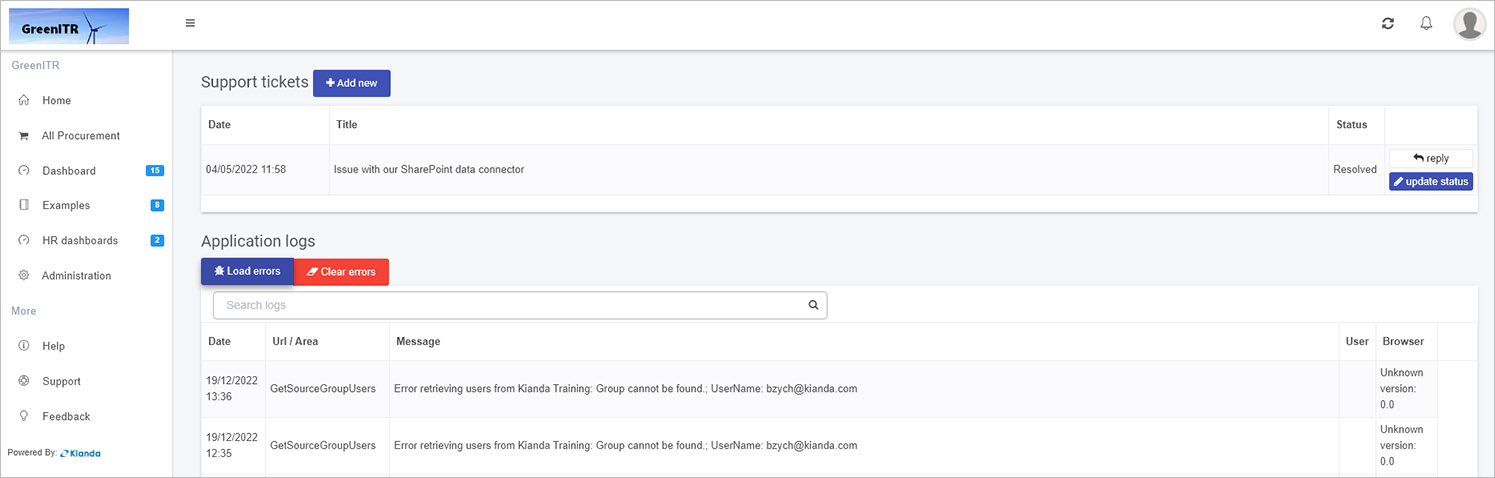 GreenITR
GreenITR
Home
All Procurement
Dashboard 15
Examples 8
HR dashboards 2
Administration
More
Help
Support
Feedback
Powered By: Kianda
Support tickets Add new
Date Title Status
04/05/2022 11:58 Issue with our SharePoint data connector Resolved reply
update status
Application logs
Load errors Clear errors
Search logs
Date Url / Area Message User Browser
19/12/2022
13:36
GetSourceGroupUsers
Error retrieving users from Kianda Training: Group cannot be found.; UserName: bzych@kianda.com
Unknown
version:
0.0
19/12/2022
12:35
GetSourceGroupUsers
Error retrieving users from Kianda Training: Group cannot be found.; UserName: bzych@kianda.com
Unknown
version:
0.0